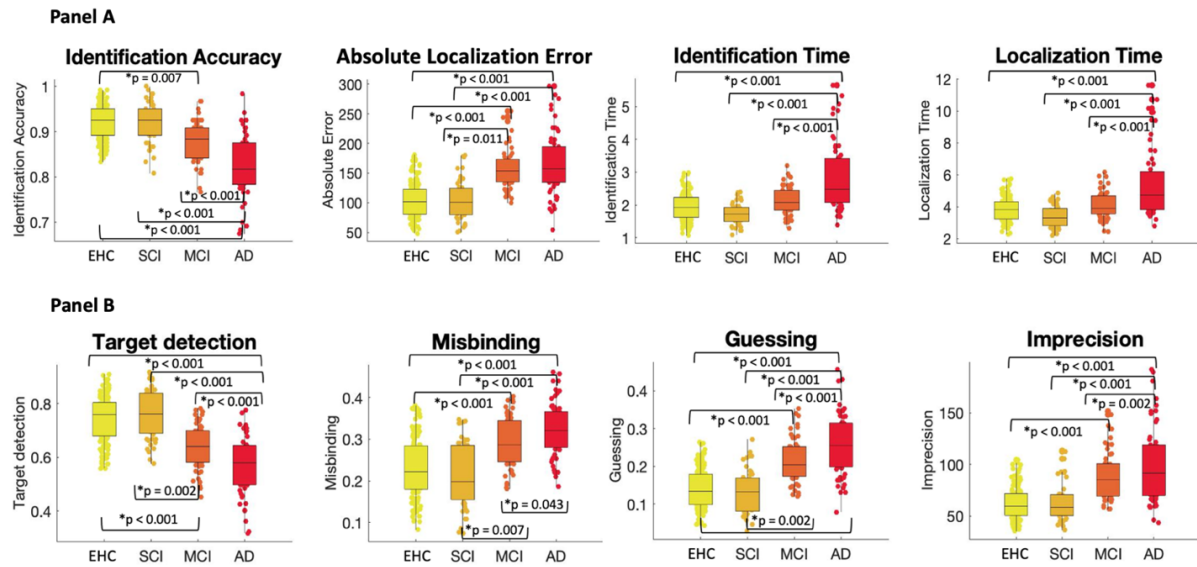 Panel A
Identification Accuracy
*p = 0.007
Identification Accuracy
1
0.9
0.8
0.7
*p < 0.001
*p < 0.001
*p < 0.001
EHC SCI MCI AD
Absolute Localization Error
*p < 0.001
*p < 0.001
*p < 0.001
*p = 0.011
Absolute Error
300
250
200
150
100
50
EHC SCI MCI AD
Identification Time
*p < 0.001
*p < 0.001
*p < 0.001
Identification Time
5
4
3
2
1
EHC SCI MCI AD
Localization Time
*p < 0.001
*p < 0.001
*p < 0.001
Localization Time
12
10
8
6
4
2
EHC SCI MCI AD
Panel B
Target detection
*p < 0.001
*p < 0.001
*p < 0.001
Target detection
0.8
0.6
0.4
*p = 0.002
*p < 0.001
EHC SCI MCI AD
Misbinding
*p < 0.001
*p < 0.001
*p < 0.001
Misbinding
0.4
0.3
0.2
0.1
*p = 0.043
*p = 0.007
EHC SCI MCI AD
Guessing
*p < 0.001
*p < 0.001
*p < 0.001
*p < 0.001
Guessing
0.4
0.3
0.2
0.1
*p = 0.002
EHC SCI MCI AD
Imprecision
*p < 0.001
*p < 0.001
*p = 0.002
*p < 0.001
Imprecision
150
100
50
EHC SCI MCI AD